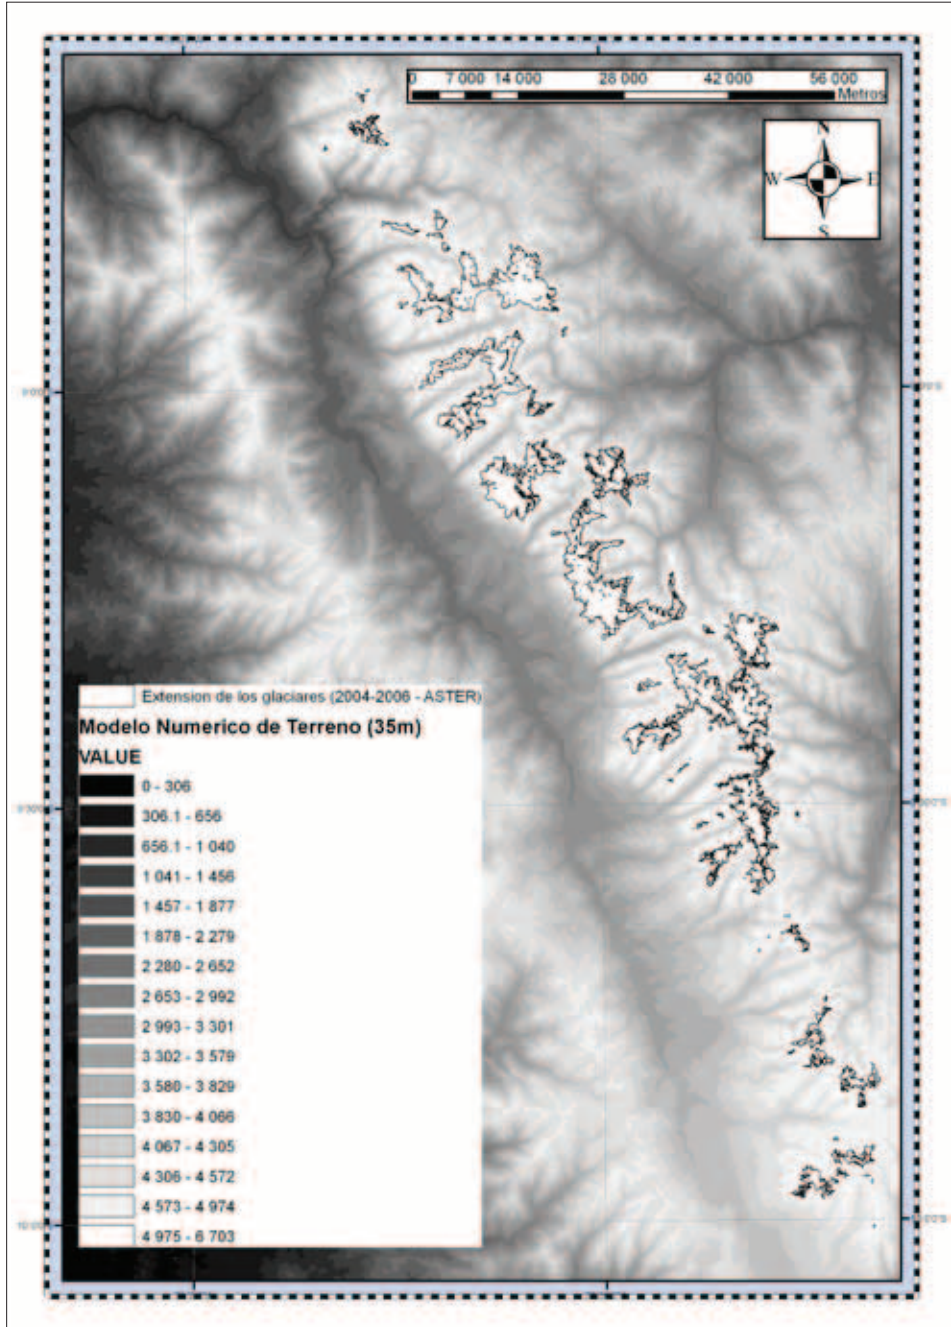 0 7 000 14 000 28 000 42 000 56 000
Metros
N
W E
S
Extension de los glaciares (2004-2006 - ASTER)
Modelo Numerico de Terreno (35m)
VALUE
0 - 306
306.1 - 656
656.1 - 1 040
1 041 - 1 456
1 457 - 1 877
1 878 - 2 279
2 280 - 2 652
2 653 - 2 992
2 993 - 3 301
3 302 - 3 579
3 580 - 3 829
3 830 - 4 066
4 067 - 4 305
4 306 - 4 572
4 573 - 4 974
4 975 - 6 703